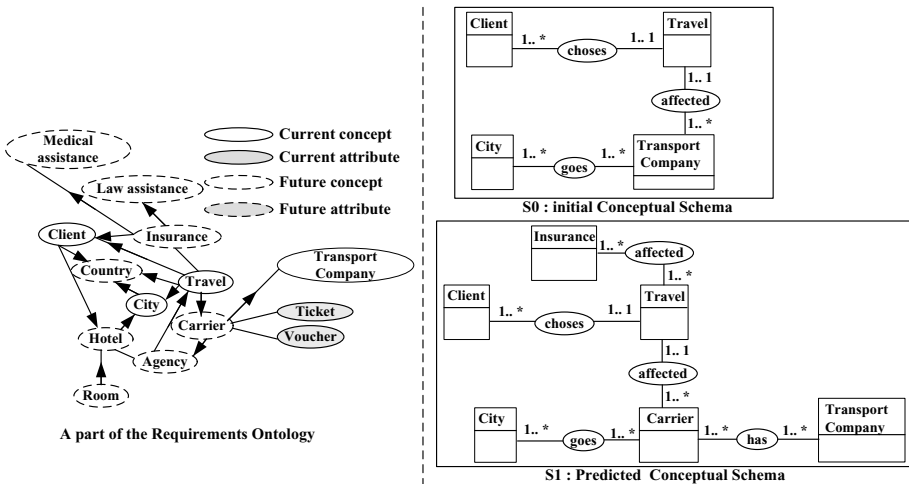 Medical
assistance
Law assistance
Client
Insurance
Country
Travel
City
Transport
Company
Ticket
Carrier
Voucher
Hotel
Agency
Room
Current concept
Current attribute
Future concept
Future attribute
A part of the Requirements Ontology
Client
Travel
1.. *
choses
1.. 1
1.. 1
affected
1.. *
City
Transport
Company
1.. *
goes
1.. *
S0 : initial Conceptual Schema
Insurance
1.. *
affected
1.. *
Client
Travel
1.. *
choses
1.. 1
1.. 1
affected
1.. *
City
Carrier
Transport
Company
1.. *
goes
1.. *
1.. *
has
1.. *
S1 : Predicted Conceptual Schema